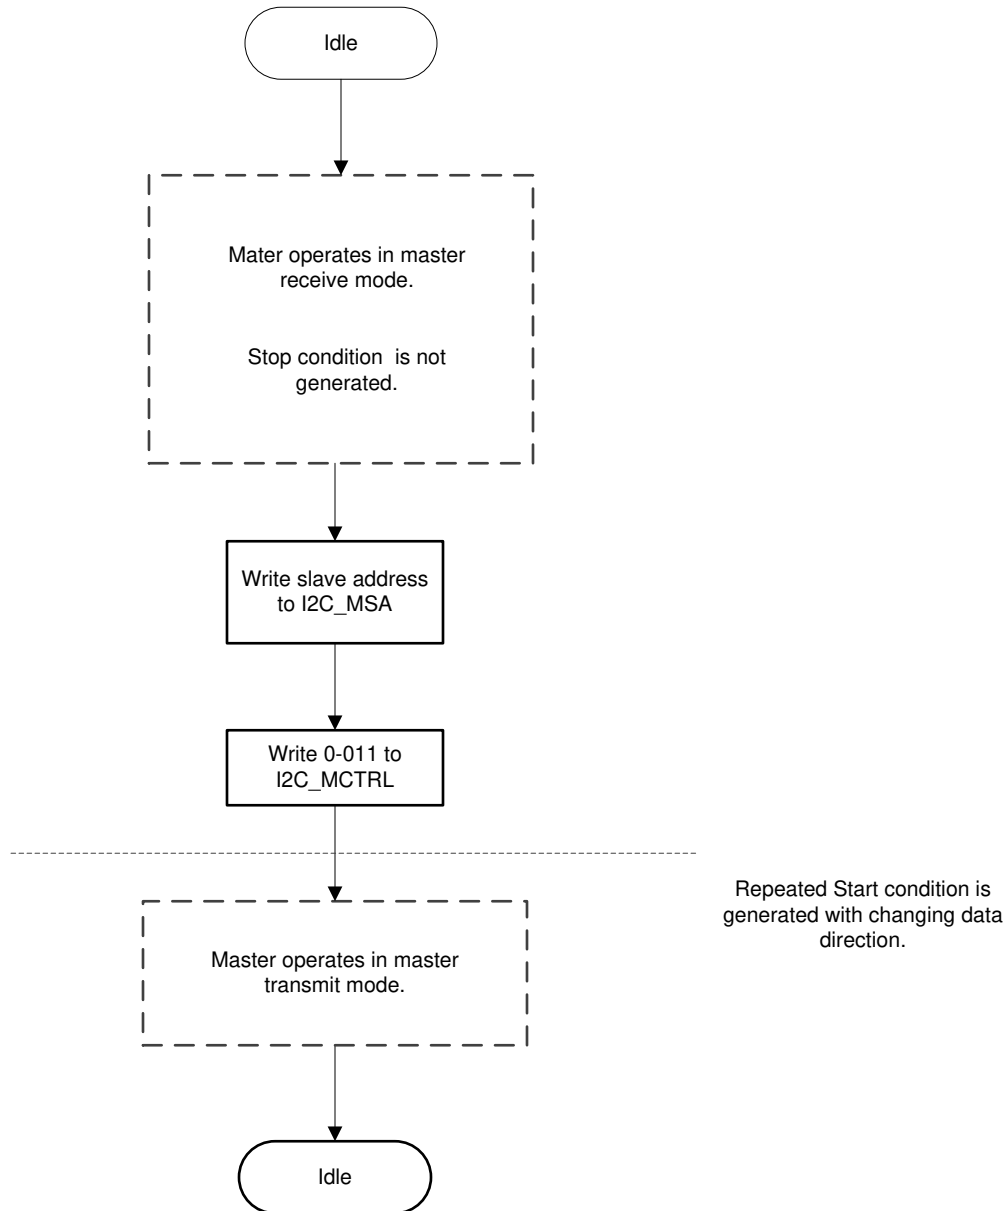 Idle
Mater operates in master
receive mode.
Stop condition  is not
generated.
Write slave address
to I2C_MSA
Write 0-011 to
I2C_MCTRL
Repeated Start condition is
generated with changing data
direction.
Master operates in master
transmit mode.
Idle